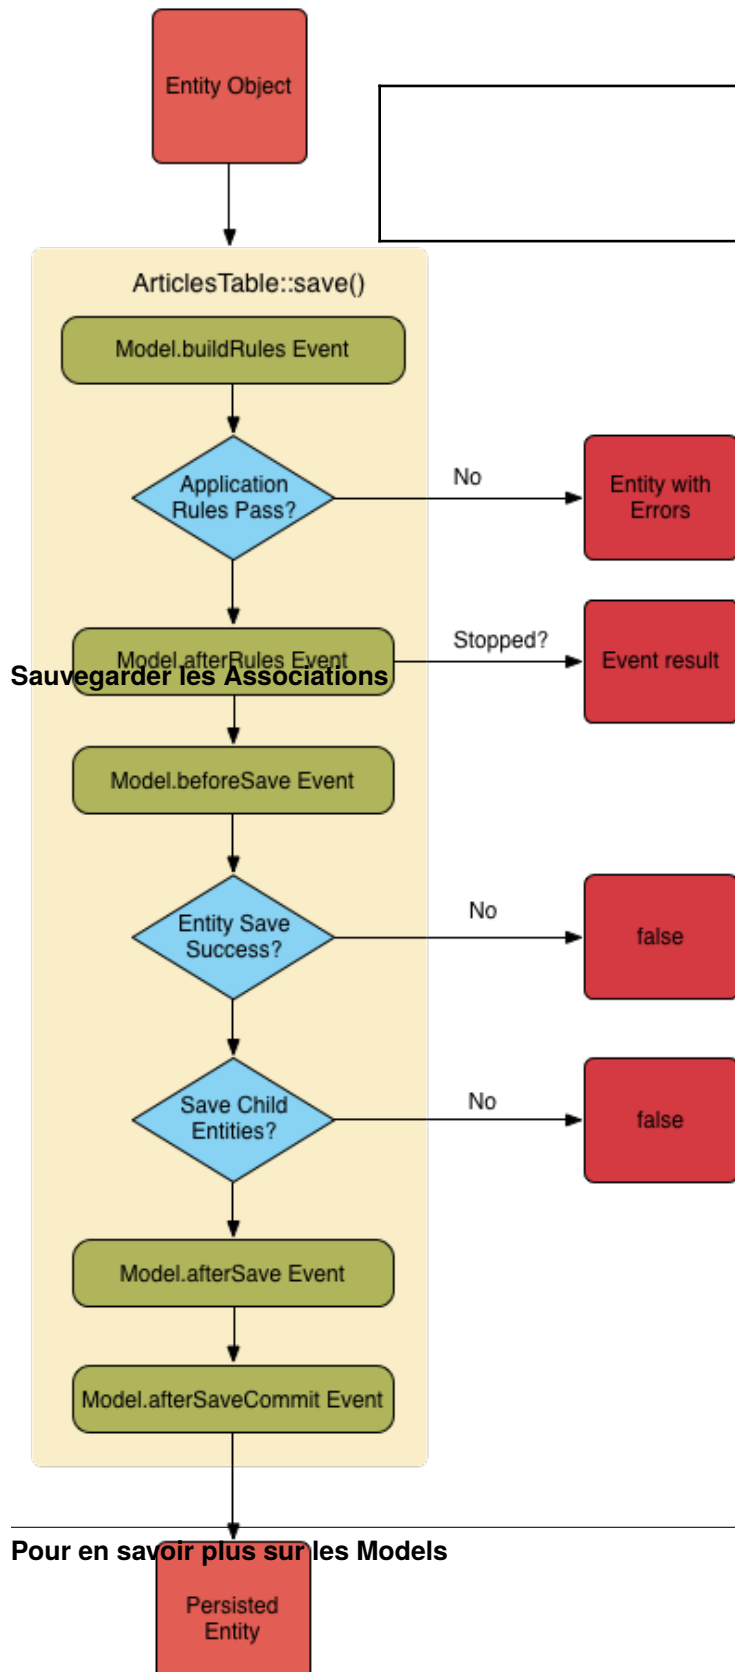 Entity Object
ArticlesTable::save()
Model.buildRules Event
Application
Rules Pass?
No
Entity with
Errors
Model.afterRules Event
Stopped?
Event result
Sauvegarder les Associations
Model.beforeSave Event
Entity Save
Success?
No
false
Save Child
Entities?
No
false
Model.afterSave Event
Model.afterSaveCommit Event
Pour en savoir plus sur les Models
Persisted
Entity